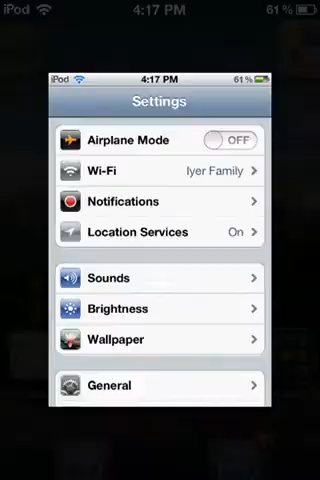 iPod 4:17 PM 61%
iPod 4:17 PM 61%
Settings
Airplane Mode OFF
Wi-Fi Iyer Family
Notifications
Location Services On
Sounds
Brightness
Wallpaper
General